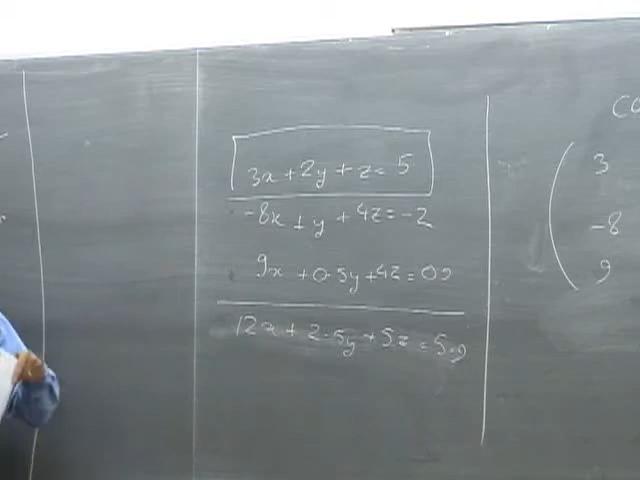 3x + 2y + z = 5
-8x + y + 4z = -2
9x + 0.5y + 4z = 0.9
12x + 2.5y + 5z = 5.9
3
-8
9